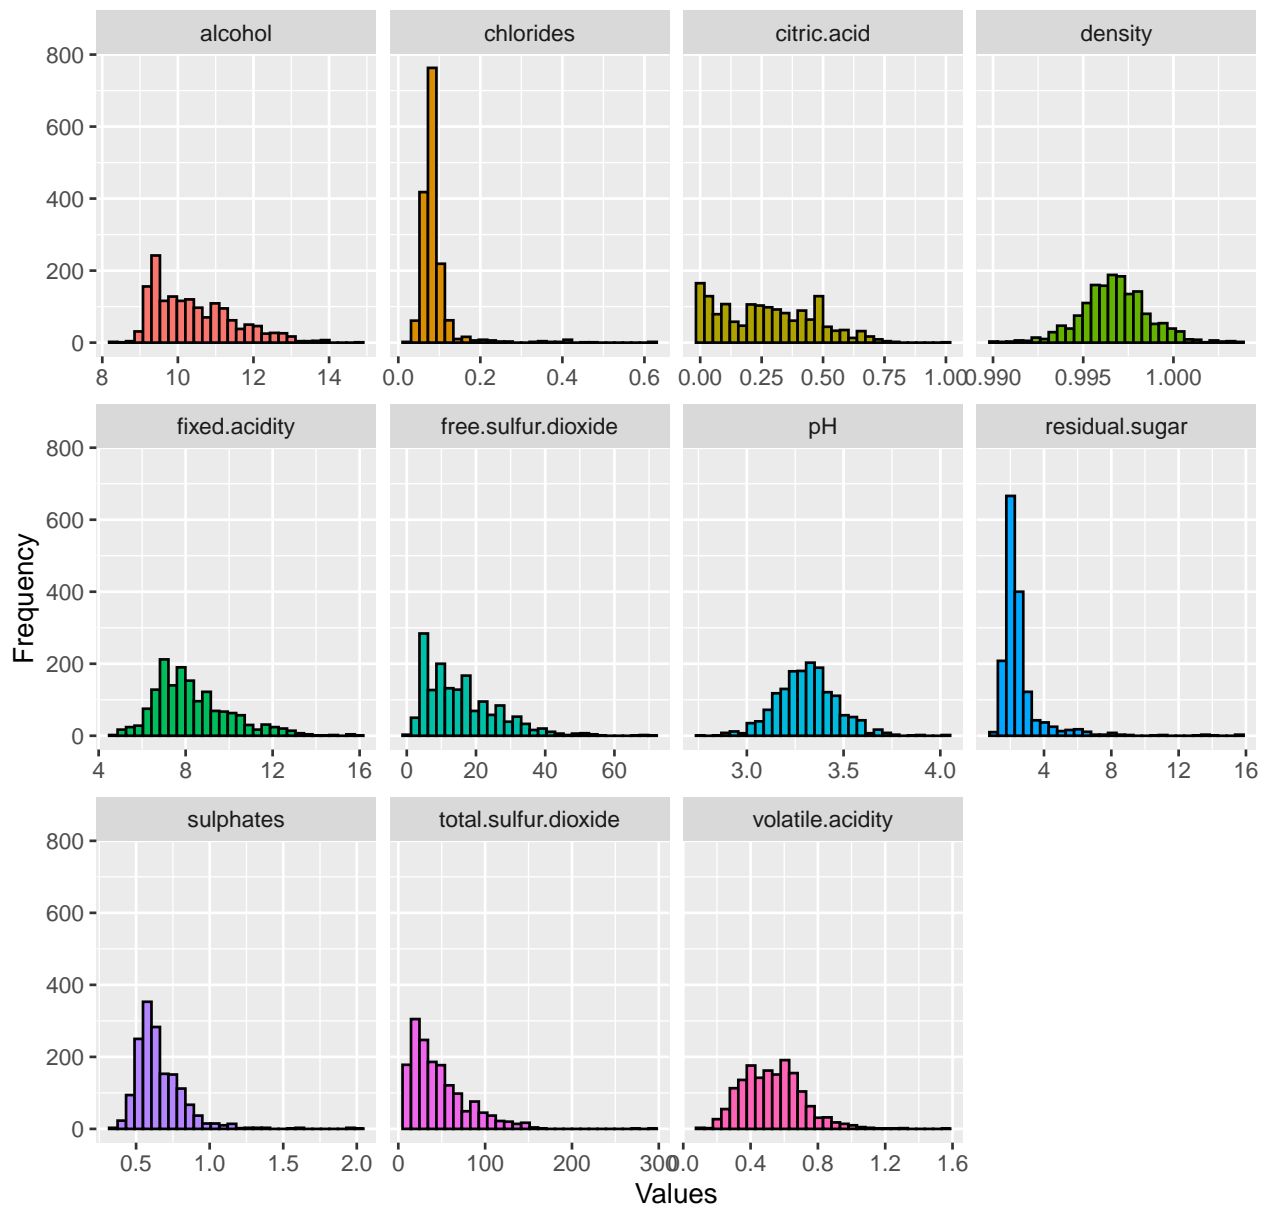 alcohol chlorides citric.acid density
800
600
400
200
0
8 10 12 14 0.0 0.2 0.4 0.6 0.00 0.25 0.50 0.75 1.00 0.990 0.995 1.000
fixed.acidity free.sulfur.dioxide pH residual.sugar
800
600
400
200
0
4 8 12 16 0 20 40 60 3.0 3.5 4.0 4 8 12 16
Frequency
sulphates total.sulfur.dioxide volatile.acidity
800
600
400
200
0
0.5 1.0 1.5 2.0 0 100 200 300 0.0 0.4 0.8 1.2 1.6
Values